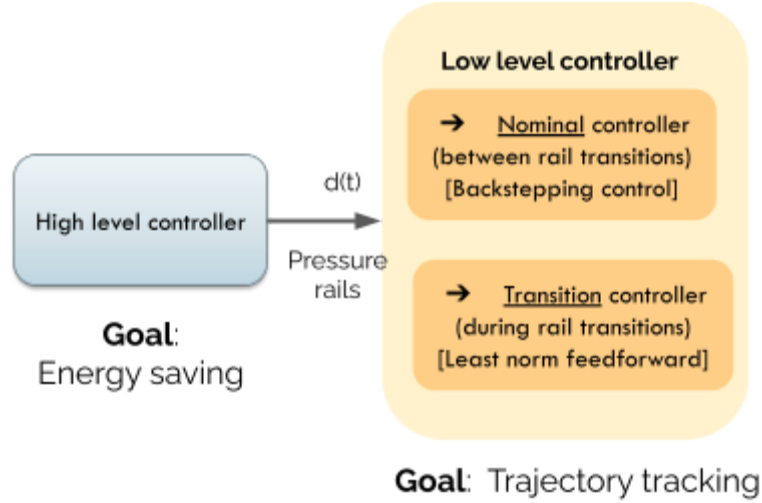 High level controller
Goal:
Energy saving
d(t)
Pressure
rails
Low level controller
➔ Nominal controller
(between rail transitions)
[Backstepping control]
➔ Transition controller
(during rail transitions)
[Least norm feedforward]
Goal: Trajectory tracking